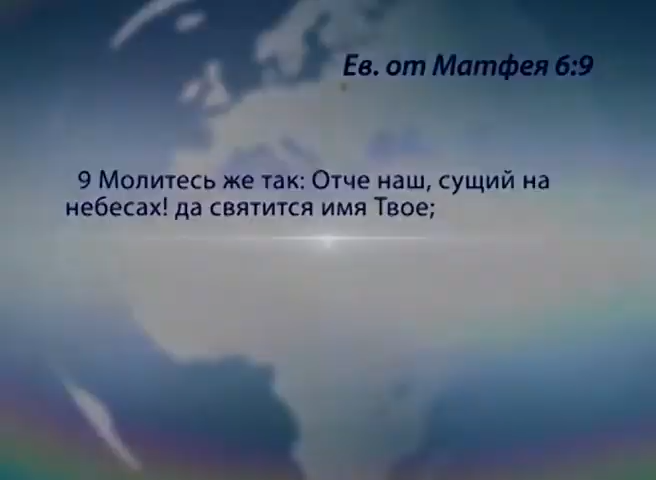 Ев. от Матфея 6:9
9 Молитесь же так: Отче наш, сущий на
небесах! да святится имя Твое;